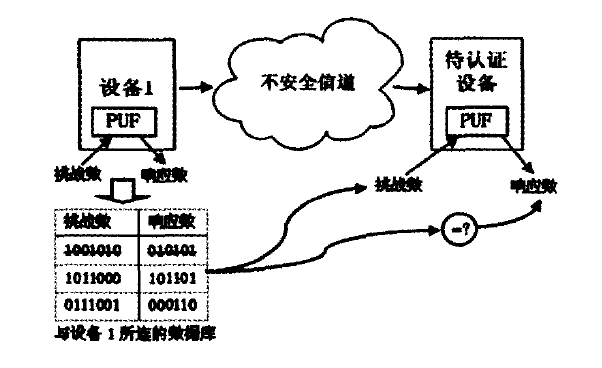 设备1
PUF
挑战数
响应数
不安全信道
待认证
设备
PUF
挑战数
响应数
挑战数 响应数
1001010 010101
1011000 101101
0111001 000110
=?
与设备 1 所连的数据库